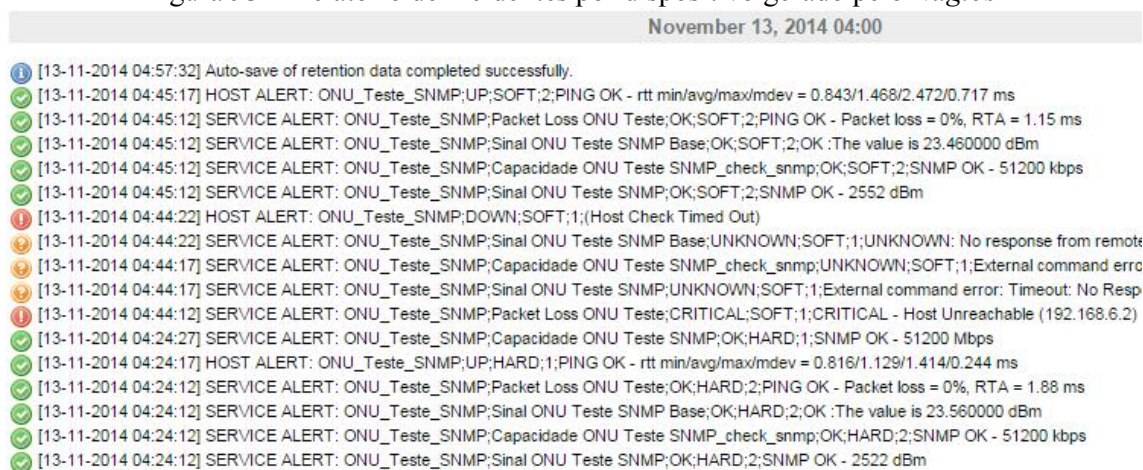 November 13, 2014 04:00
[13-11-2014 04:57:32] Auto-save of retention data completed successfully.
[13-11-2014 04:45:17] HOST ALERT: ONU_Teste_SNMP;UP;SOFT;2;PING OK - rtt min/avg/max/mdev = 0.843/1.468/2.472/0.717 ms
[13-11-2014 04:45:12] SERVICE ALERT: ONU_Teste_SNMP;Packet Loss ONU Teste;OK;SOFT;2;PING OK - Packet loss = 0%, RTA = 1.15 ms
[13-11-2014 04:45:12] SERVICE ALERT: ONU_Teste_SNMP;Sinal ONU Teste SNMP Base;OK;SOFT;2;OK :The value is 23.460000 dBm
[13-11-2014 04:45:12] SERVICE ALERT: ONU_Teste_SNMP;Capacidade ONU Teste SNMP_check_snmp;OK;SOFT;2;SNMP OK - 51200 kbps
[13-11-2014 04:45:12] SERVICE ALERT: ONU_Teste_SNMP;Sinal ONU Teste SNMP;OK;SOFT;2;SNMP OK - 2552 dBm
[13-11-2014 04:44:22] HOST ALERT: ONU_Teste_SNMP;DOWN;SOFT;1;(Host Check Timed Out)
[13-11-2014 04:44:22] SERVICE ALERT: ONU_Teste_SNMP;Sinal ONU Teste SNMP Base;UNKNOWN;SOFT;1;UNKNOWN: No response from remote
[13-11-2014 04:44:17] SERVICE ALERT: ONU_Teste_SNMP;Capacidade ONU Teste SNMP_check_snmp;UNKNOWN;SOFT;1;External command erro
[13-11-2014 04:44:17] SERVICE ALERT: ONU_Teste_SNMP;Sinal ONU Teste SNMP;UNKNOWN;SOFT;1;External command error: Timeout: No Resp
[13-11-2014 04:44:12] SERVICE ALERT: ONU_Teste_SNMP;Packet Loss ONU Teste;CRITICAL;SOFT;1;CRITICAL - Host Unreachable (192.168.6.2)
[13-11-2014 04:24:27] SERVICE ALERT: ONU_Teste_SNMP;Capacidade ONU Teste SNMP;OK;HARD;1;SNMP OK - 51200 Mbps
[13-11-2014 04:24:17] HOST ALERT: ONU_Teste_SNMP;UP;HARD;1;PING OK - rtt min/avg/max/mdev = 0.816/1.129/1.414/0.244 ms
[13-11-2014 04:24:12] SERVICE ALERT: ONU_Teste_SNMP;Packet Loss ONU Teste;OK;HARD;2;PING OK - Packet loss = 0%, RTA = 1.88 ms
[13-11-2014 04:24:12] SERVICE ALERT: ONU_Teste_SNMP;Sinal ONU Teste SNMP Base;OK;HARD;2;OK :The value is 23.560000 dBm
[13-11-2014 04:24:12] SERVICE ALERT: ONU_Teste_SNMP;Capacidade ONU Teste SNMP_check_snmp;OK;HARD;2;SNMP OK - 51200 kbps
[13-11-2014 04:24:12] SERVICE ALERT: ONU_Teste_SNMP;Sinal ONU Teste SNMP;OK;HARD;2;SNMP OK - 2522 dBm